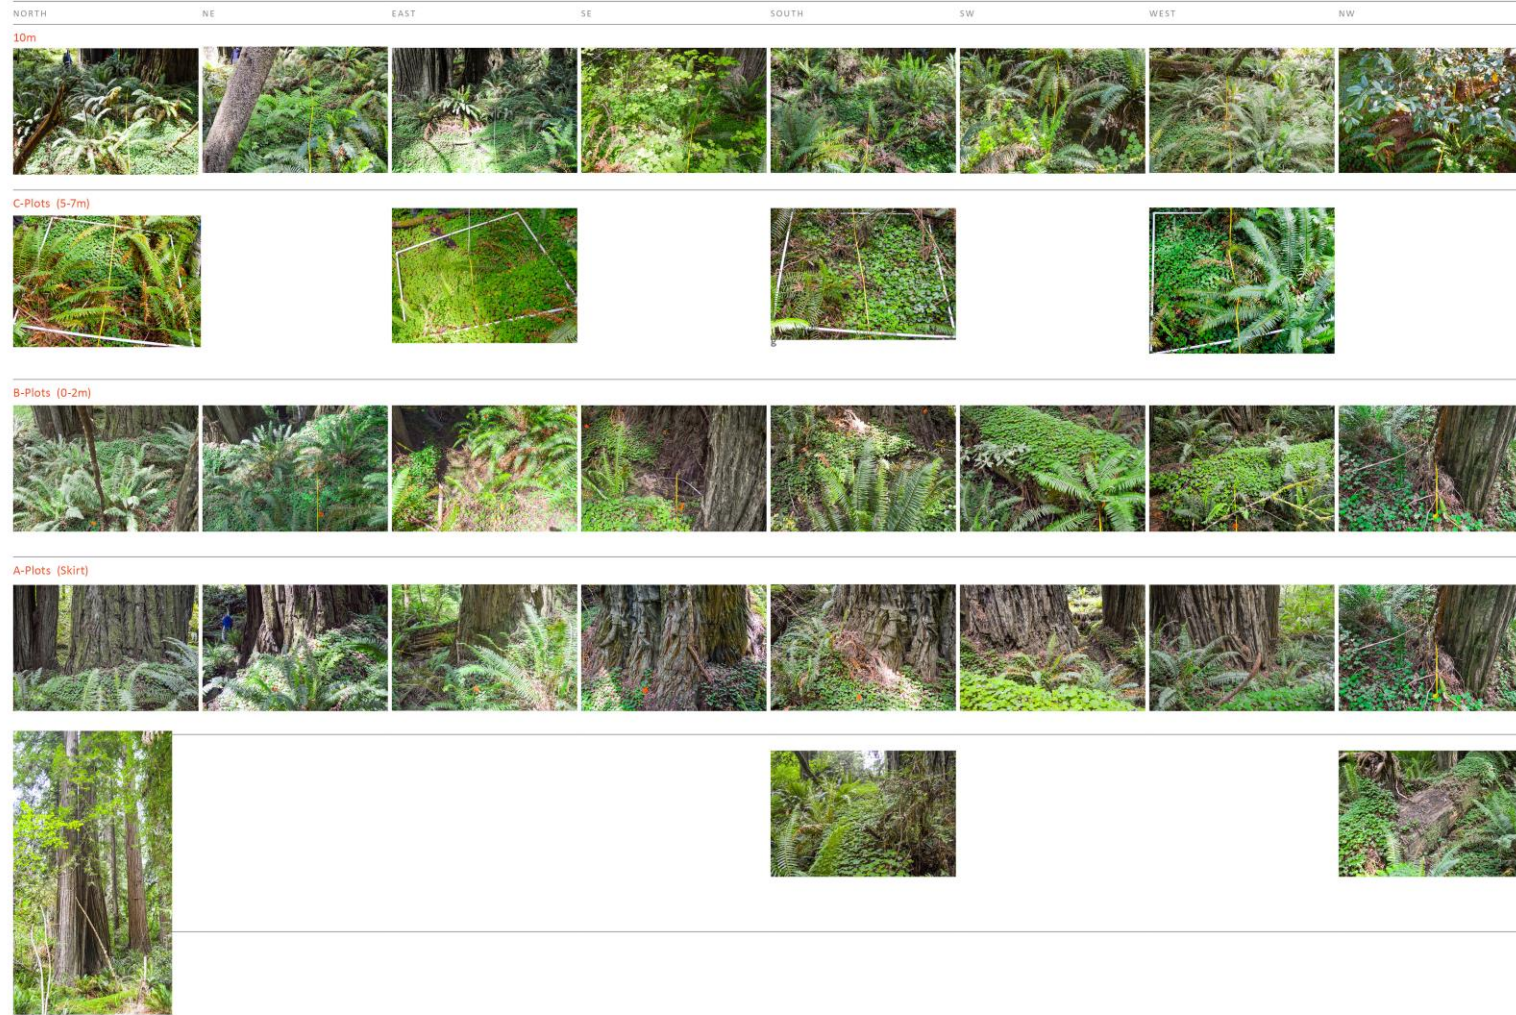 NORTH NE EAST SE SOUTH SW WEST NW
10m
C-Plots (5-7m)
g
B-Plots (0-2m)
A-Plots (Skirt)